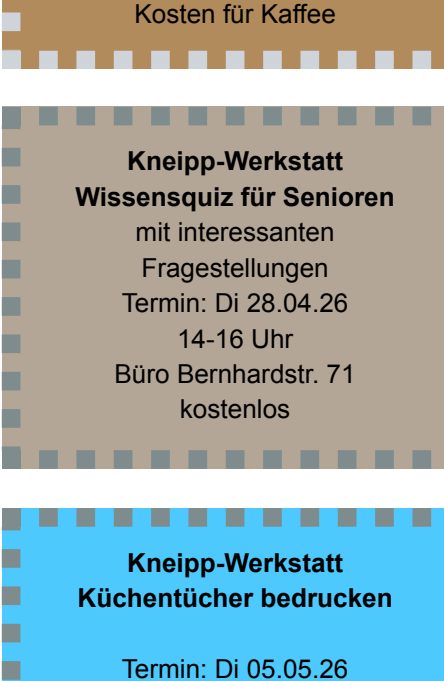 Kosten für Kaffee
Kneipp-Werkstatt
Wissensquiz für Senioren
mit interessanten
Fragestellungen
Termin: Di 28.04.26
14-16 Uhr
Büro Bernhardstr. 71
kostenlos
Kneipp-Werkstatt
Küchentücher bedrucken
Termin: Di 05.05.26